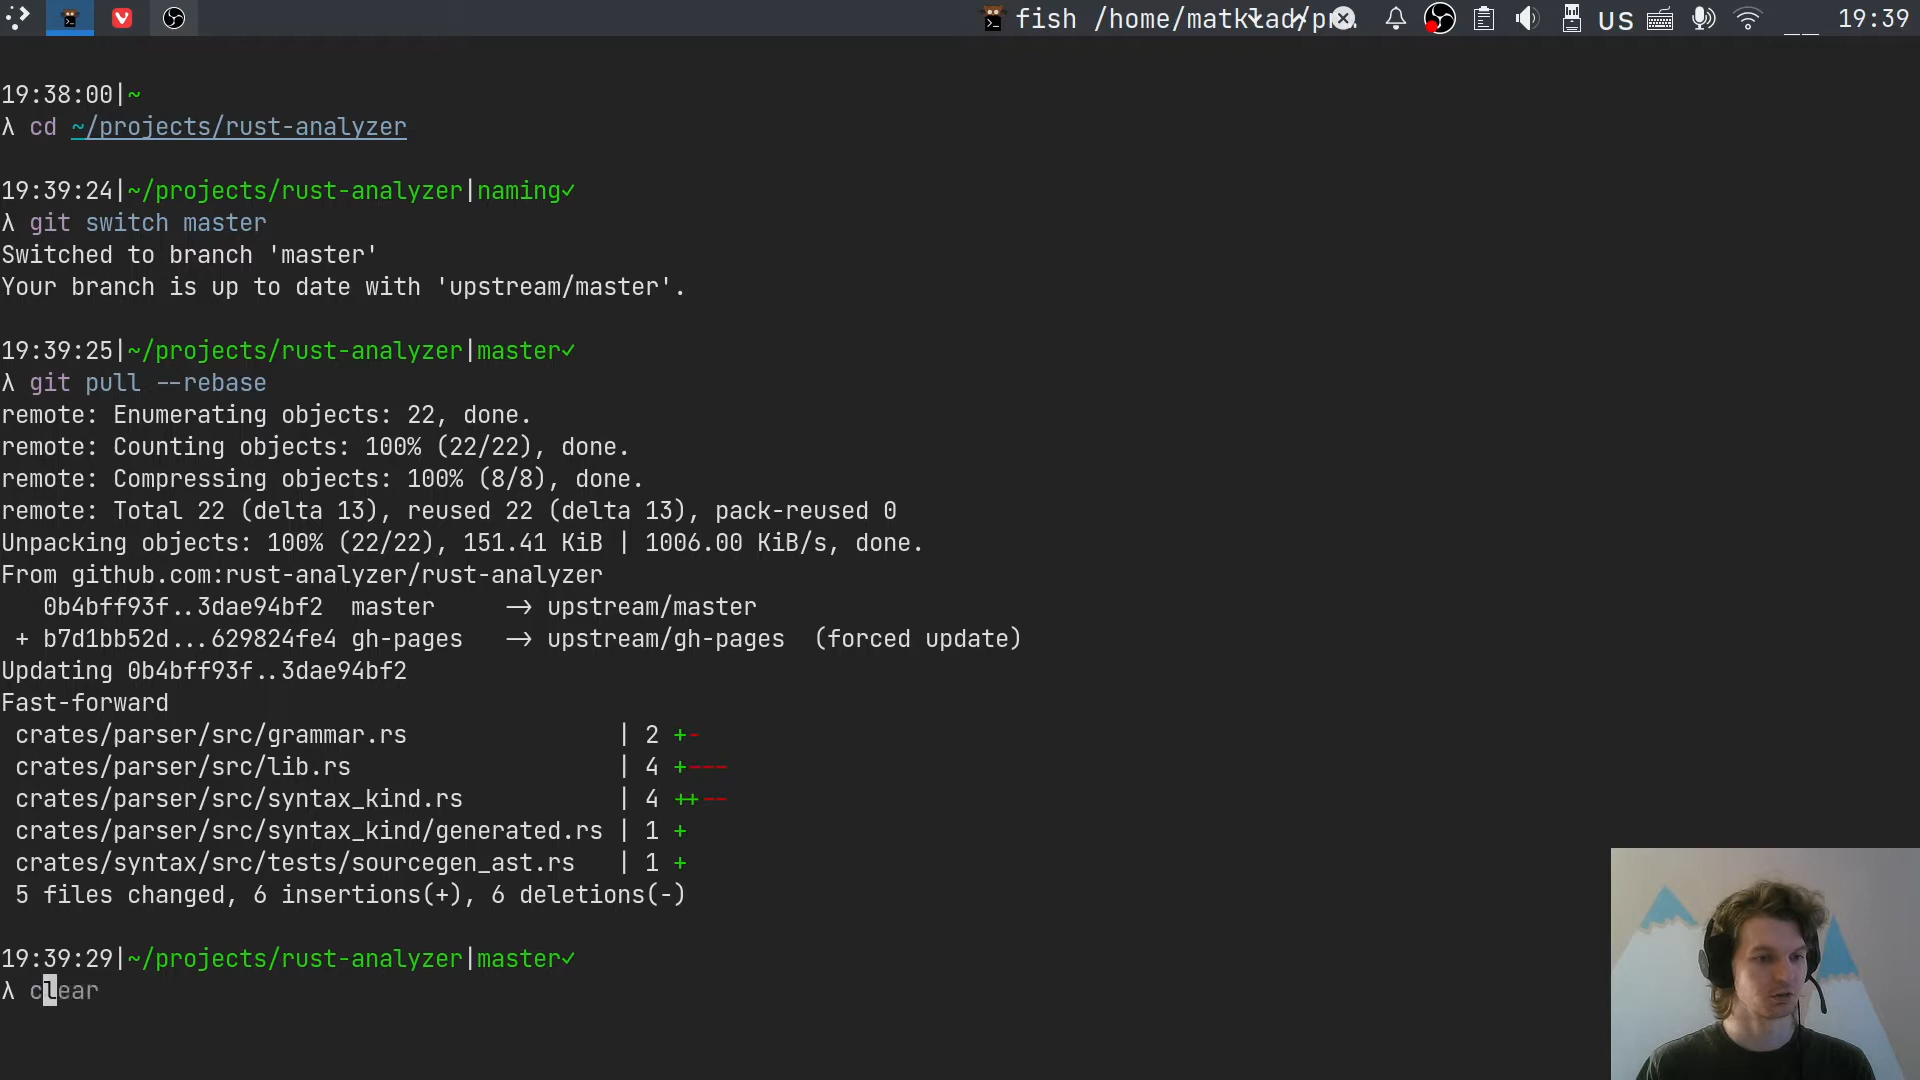 fish /home/matklad/pr… US 19:39
19:38:00|~
λ cd ~/projects/rust-analyzer
19:39:24|~/projects/rust-analyzer|naming✓
λ git switch master
Switched to branch 'master'
Your branch is up to date with 'upstream/master'.
19:39:25|~/projects/rust-analyzer|master✓
λ git pull --rebase
remote: Enumerating objects: 22, done.
remote: Counting objects: 100% (22/22), done.
remote: Compressing objects: 100% (8/8), done.
remote: Total 22 (delta 13), reused 22 (delta 13), pack-reused 0
Unpacking objects: 100% (22/22), 151.41 KiB | 1006.00 KiB/s, done.
From github.com:rust-analyzer/rust-analyzer
0b4bff93f..3dae94bf2 master -> upstream/master
+ b7d1bb52d...629824fe4 gh-pages -> upstream/gh-pages (forced update)
Updating 0b4bff93f..3dae94bf2
Fast-forward
crates/parser/src/grammar.rs | 2 +-
crates/parser/src/lib.rs | 4 +---
crates/parser/src/syntax_kind.rs | 4 ++--
crates/parser/src/syntax_kind/generated.rs | 1 +
crates/syntax/src/tests/sourcegen_ast.rs | 1 +
5 files changed, 6 insertions(+), 6 deletions(-)
19:39:29|~/projects/rust-analyzer|master✓
λ clear